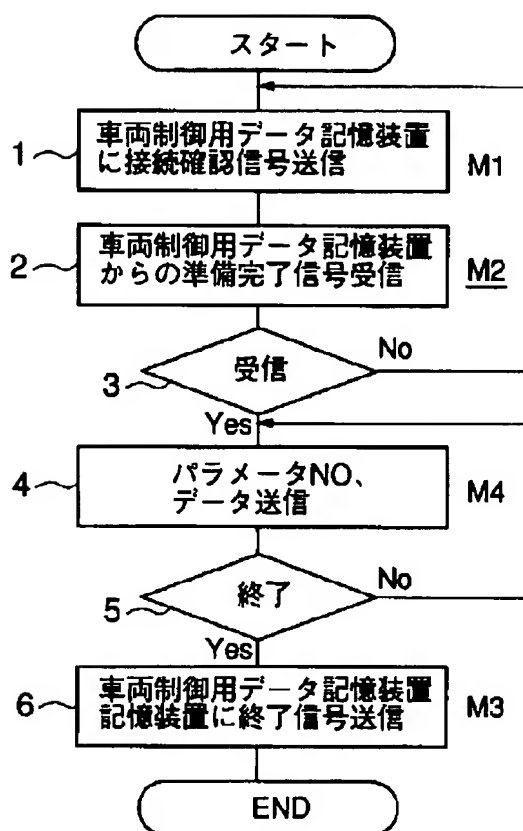 スタート
1
車両制御用データ記憶装置
に接続確認信号送信
M1
2
車両制御用データ記憶装置
からの準備完了信号受信
M2
3
受信
No
Yes
4
パラメータNO、
データ送信
M4
5
終了
No
Yes
6
車両制御用データ記憶装置
記憶装置に終了信号送信
M3
END